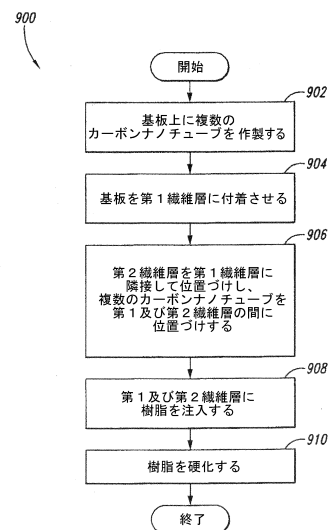 900
開始
902
基板上に複数の
カーボンナノチューブを作製する
904
基板を第1繊維層に付着させる
906
第2繊維層を第1繊維層に
隣接して位置づけし、
複数のカーボンナノチューブを
第1及び第2繊維層の間に
位置づけする
908
第1及び第2繊維層に
樹脂を注入する
910
樹脂を硬化する
終了